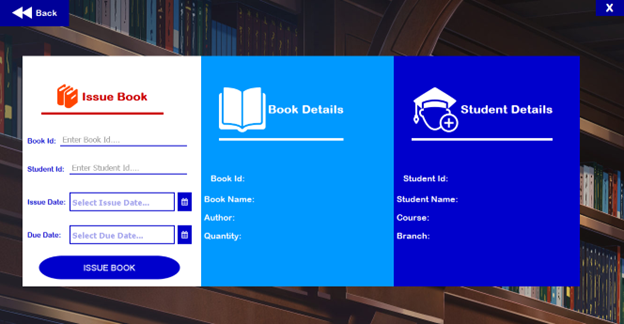 Back
X
Issue Book
Book Id:
Enter Book Id....
Student Id:
Enter Student Id....
Issue Date:
Select Issue Date...
Due Date:
Select Due Date...
ISSUE BOOK
Book Details
Book Id:
Book Name:
Author:
Quantity:
Student Details
Student Id:
Student Name:
Course:
Branch: